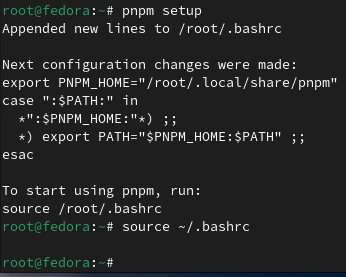 root@fedora:~# pnpm setup
Appended new lines to /root/.bashrc

Next configuration changes were made:
export PNPM_HOME="/root/.local/share/pnpm"
case ":$PATH:" in
  *":$PNPM_HOME:"*) ;;
  *) export PATH="$PNPM_HOME:$PATH" ;;
esac

To start using pnpm, run:
source /root/.bashrc
root@fedora:~# source ~/.bashrc

root@fedora:~#